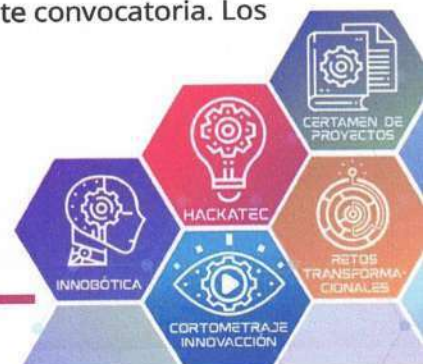 te convocatoria. Los
CERTAMEN DE
PROYECTOS
HACKATEC
RETOS
TRANSFORMA-
CIONALES
INNOBÓTICA
CORTOMETRAJE
INNOVACCIÓN